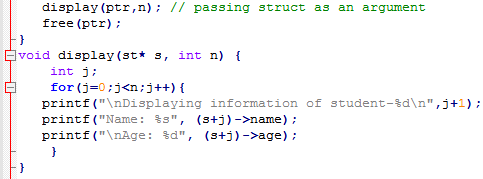 display(ptr,n); // passing struct as an argument
free(ptr);
}
void display(st* s, int n) {
int j;
for(j=0;j<n;j++){
printf("\nDisplaying information of student-%d\n",j+1);
printf("Name: %s", (s+j)->name);
printf("\nAge: %d", (s+j)->age);
}
}